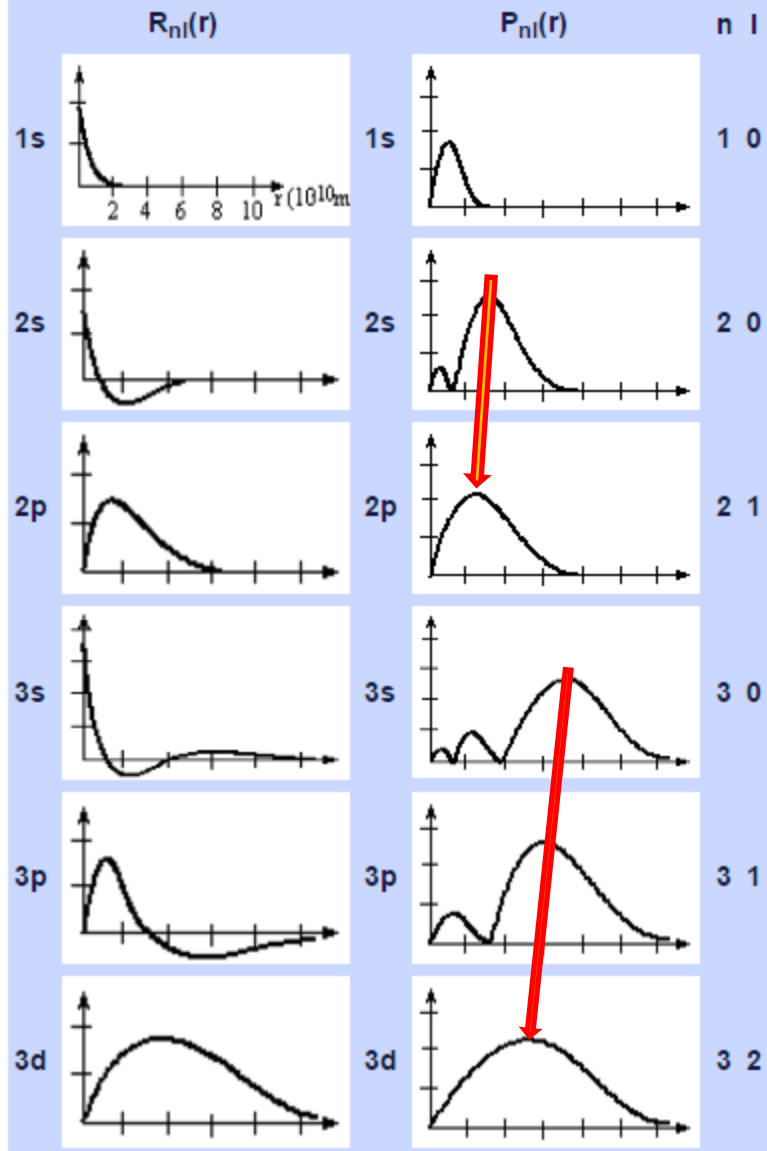 Rnl(r) Pnl(r) n l
1s 1s 1 0
2 4 6 8 10 r (10¹⁰m
2s 2s 2 0
2p 2p 2 1
3s 3s 3 0
3p 3p 3 1
3d 3d 3 2